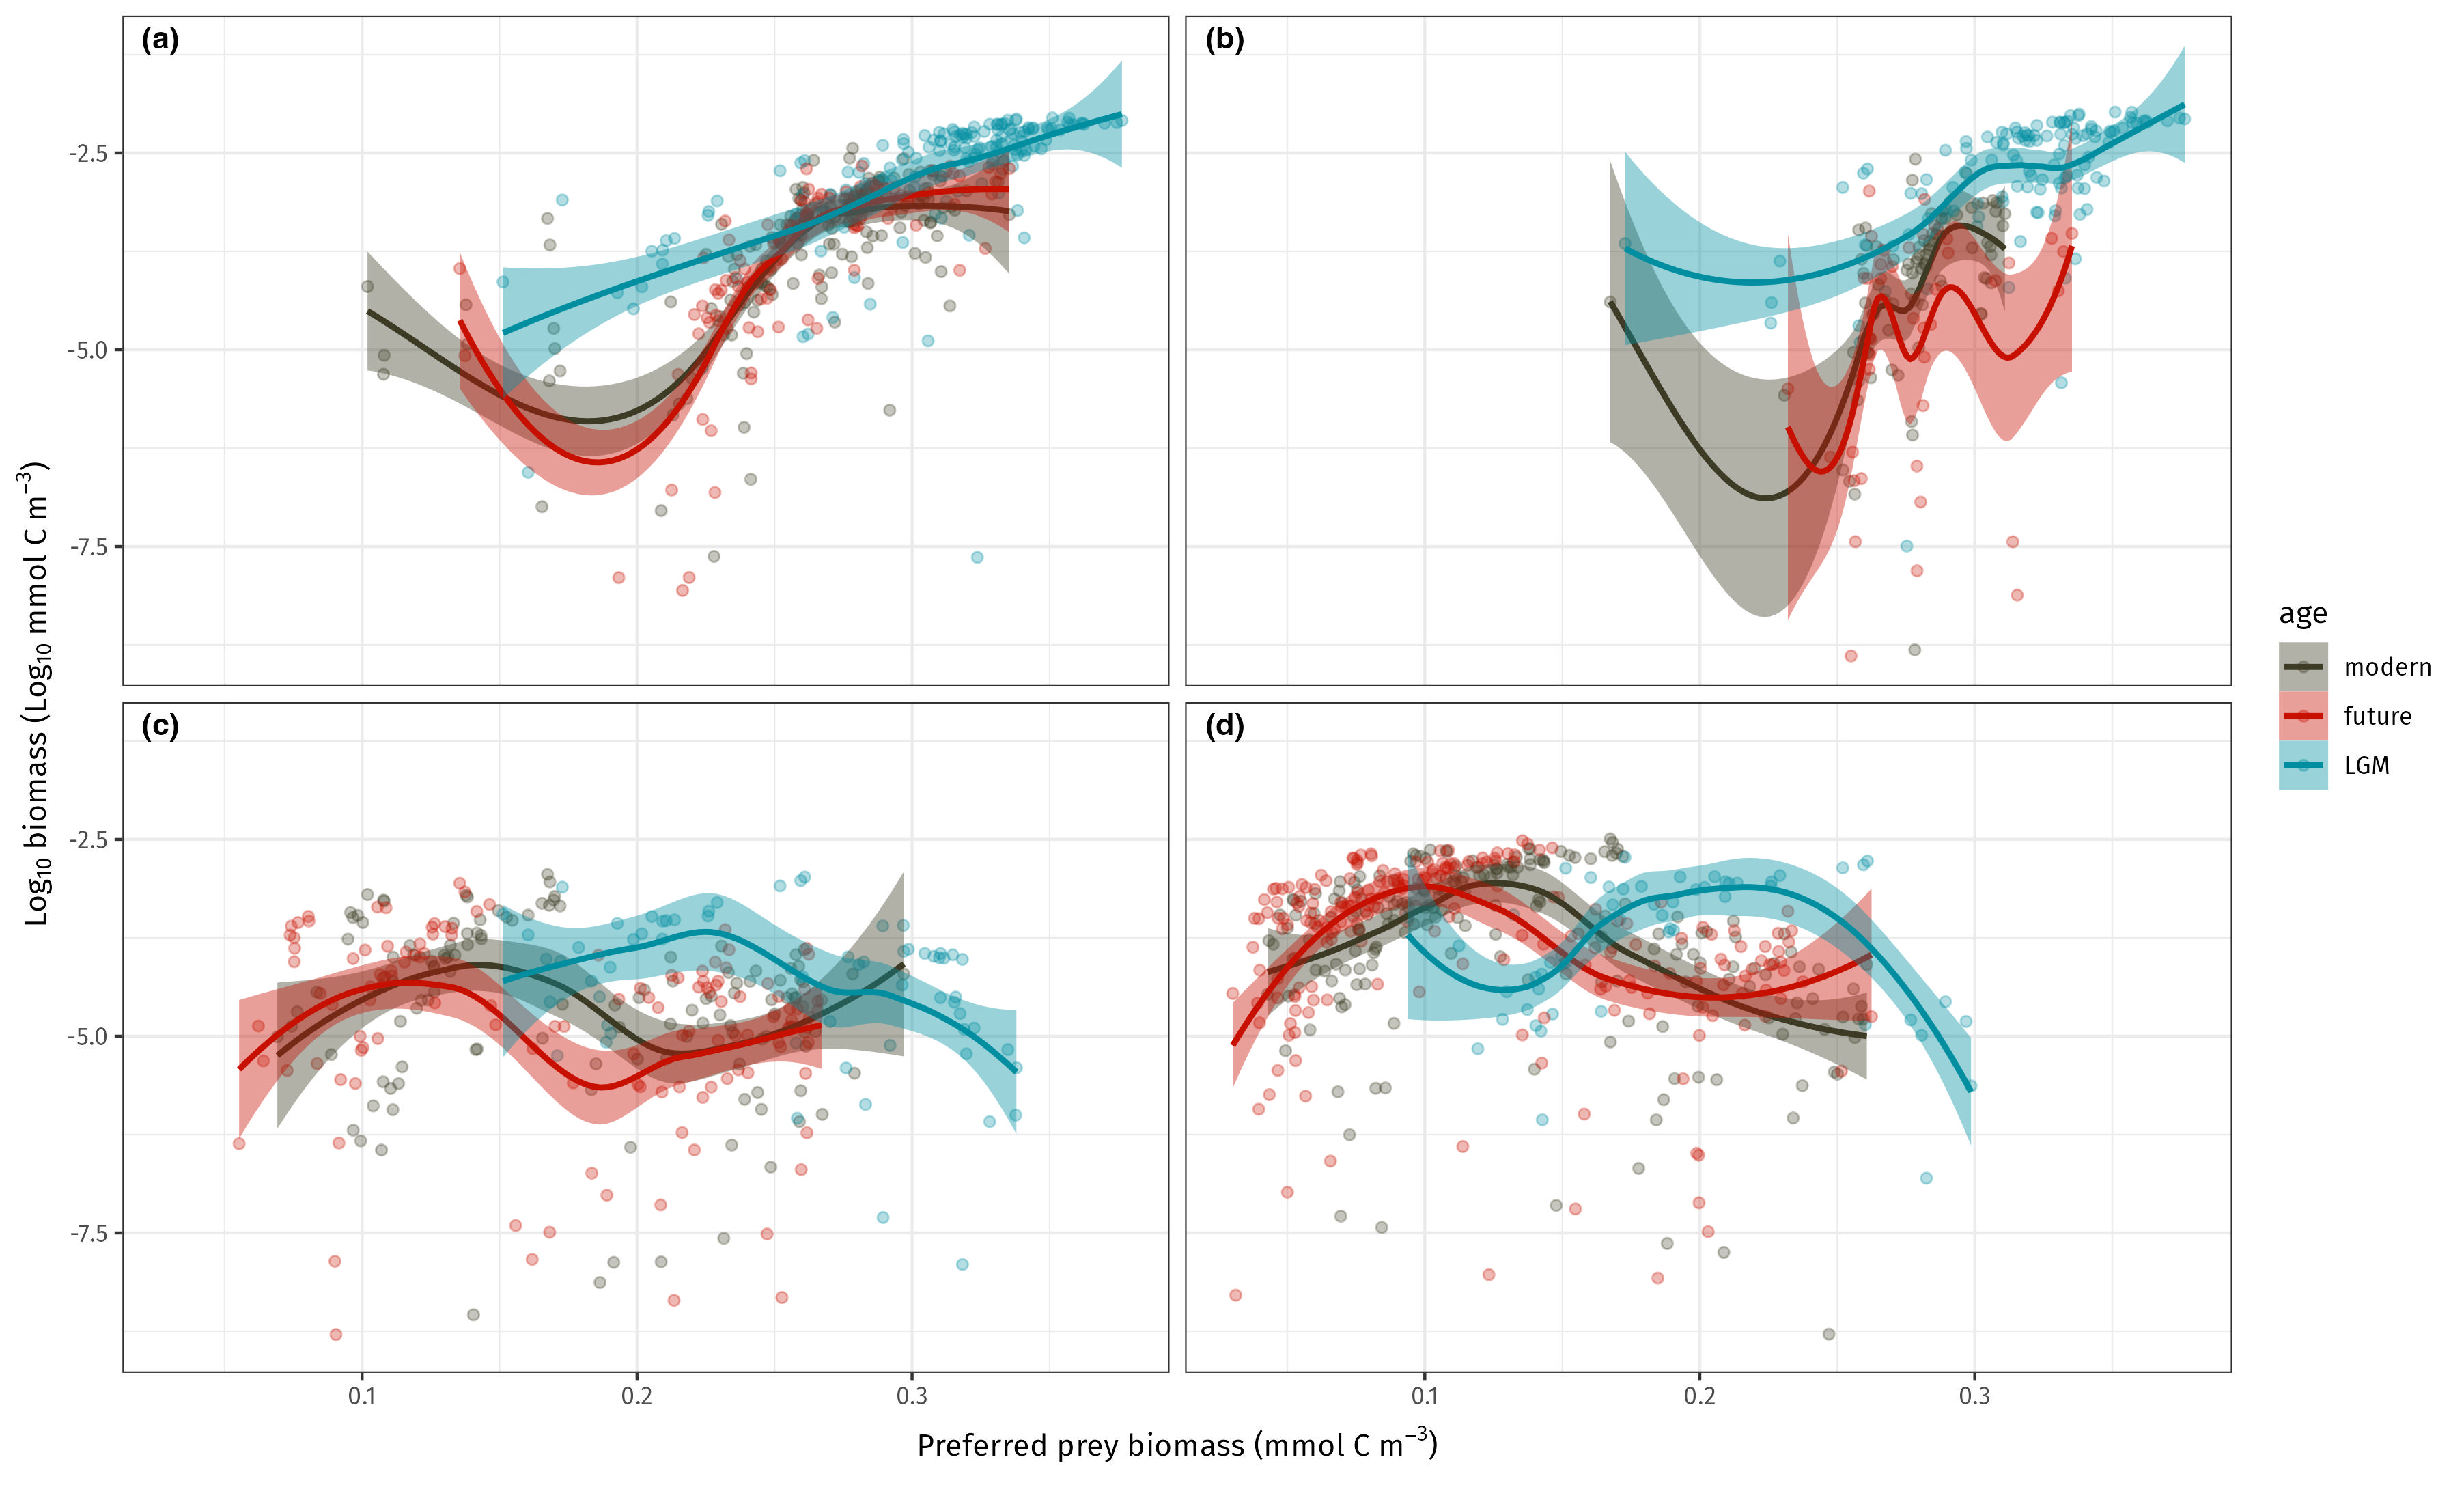 (a)
(b)
-2.5
-5.0
-7.5
(c)
(d)
-2.5
-5.0
-7.5
0.1
0.2
0.3
0.1
0.2
0.3
Log₁₀ biomass (Log₁₀ mmol C m⁻³)
Preferred prey biomass (mmol C m⁻³)
age
modern
future
LGM